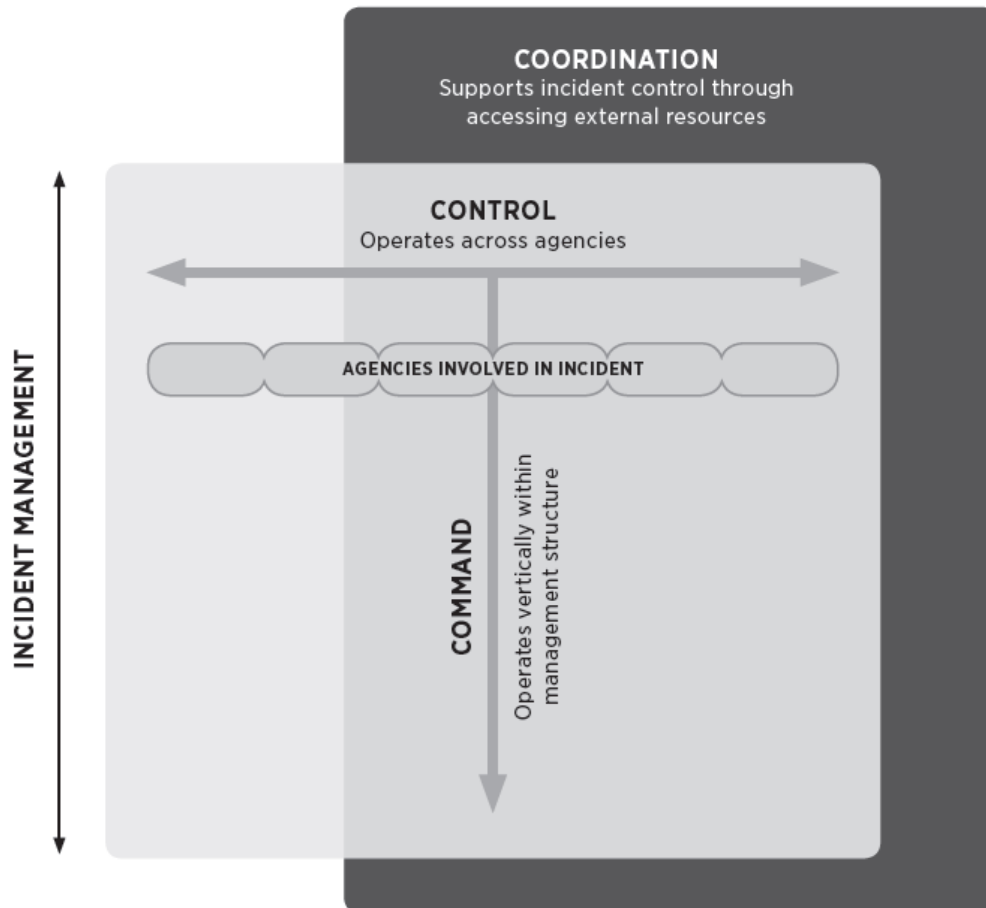 COORDINATION
Supports incident control through
accessing external resources
CONTROL
Operates across agencies
AGENCIES INVOLVED IN INCIDENT
INCIDENT MANAGEMENT
COMMAND
Operates vertically within
management structure